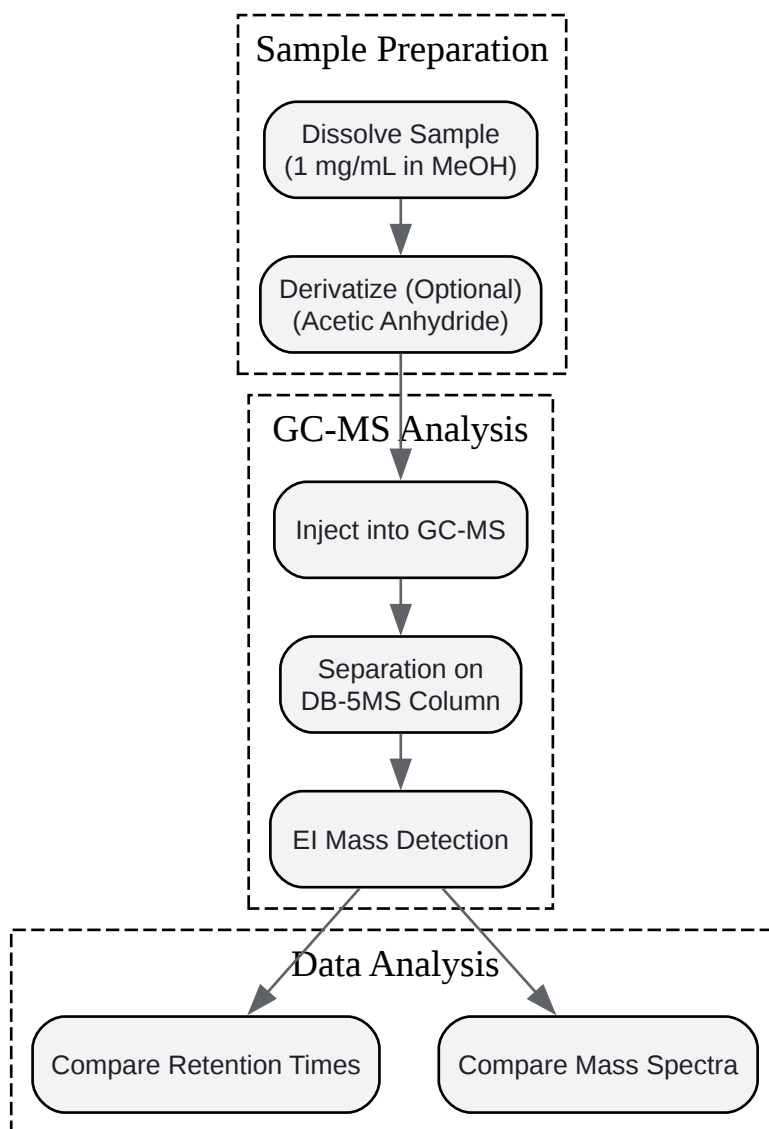 Sample Preparation
Dissolve Sample
(1 mg/mL in MeOH)
Derivatize (Optional)
(Acetic Anhydride)
GC-MS Analysis
Inject into GC-MS
Separation on
DB-5MS Column
EI Mass Detection
Data Analysis
Compare Retention Times
Compare Mass Spectra